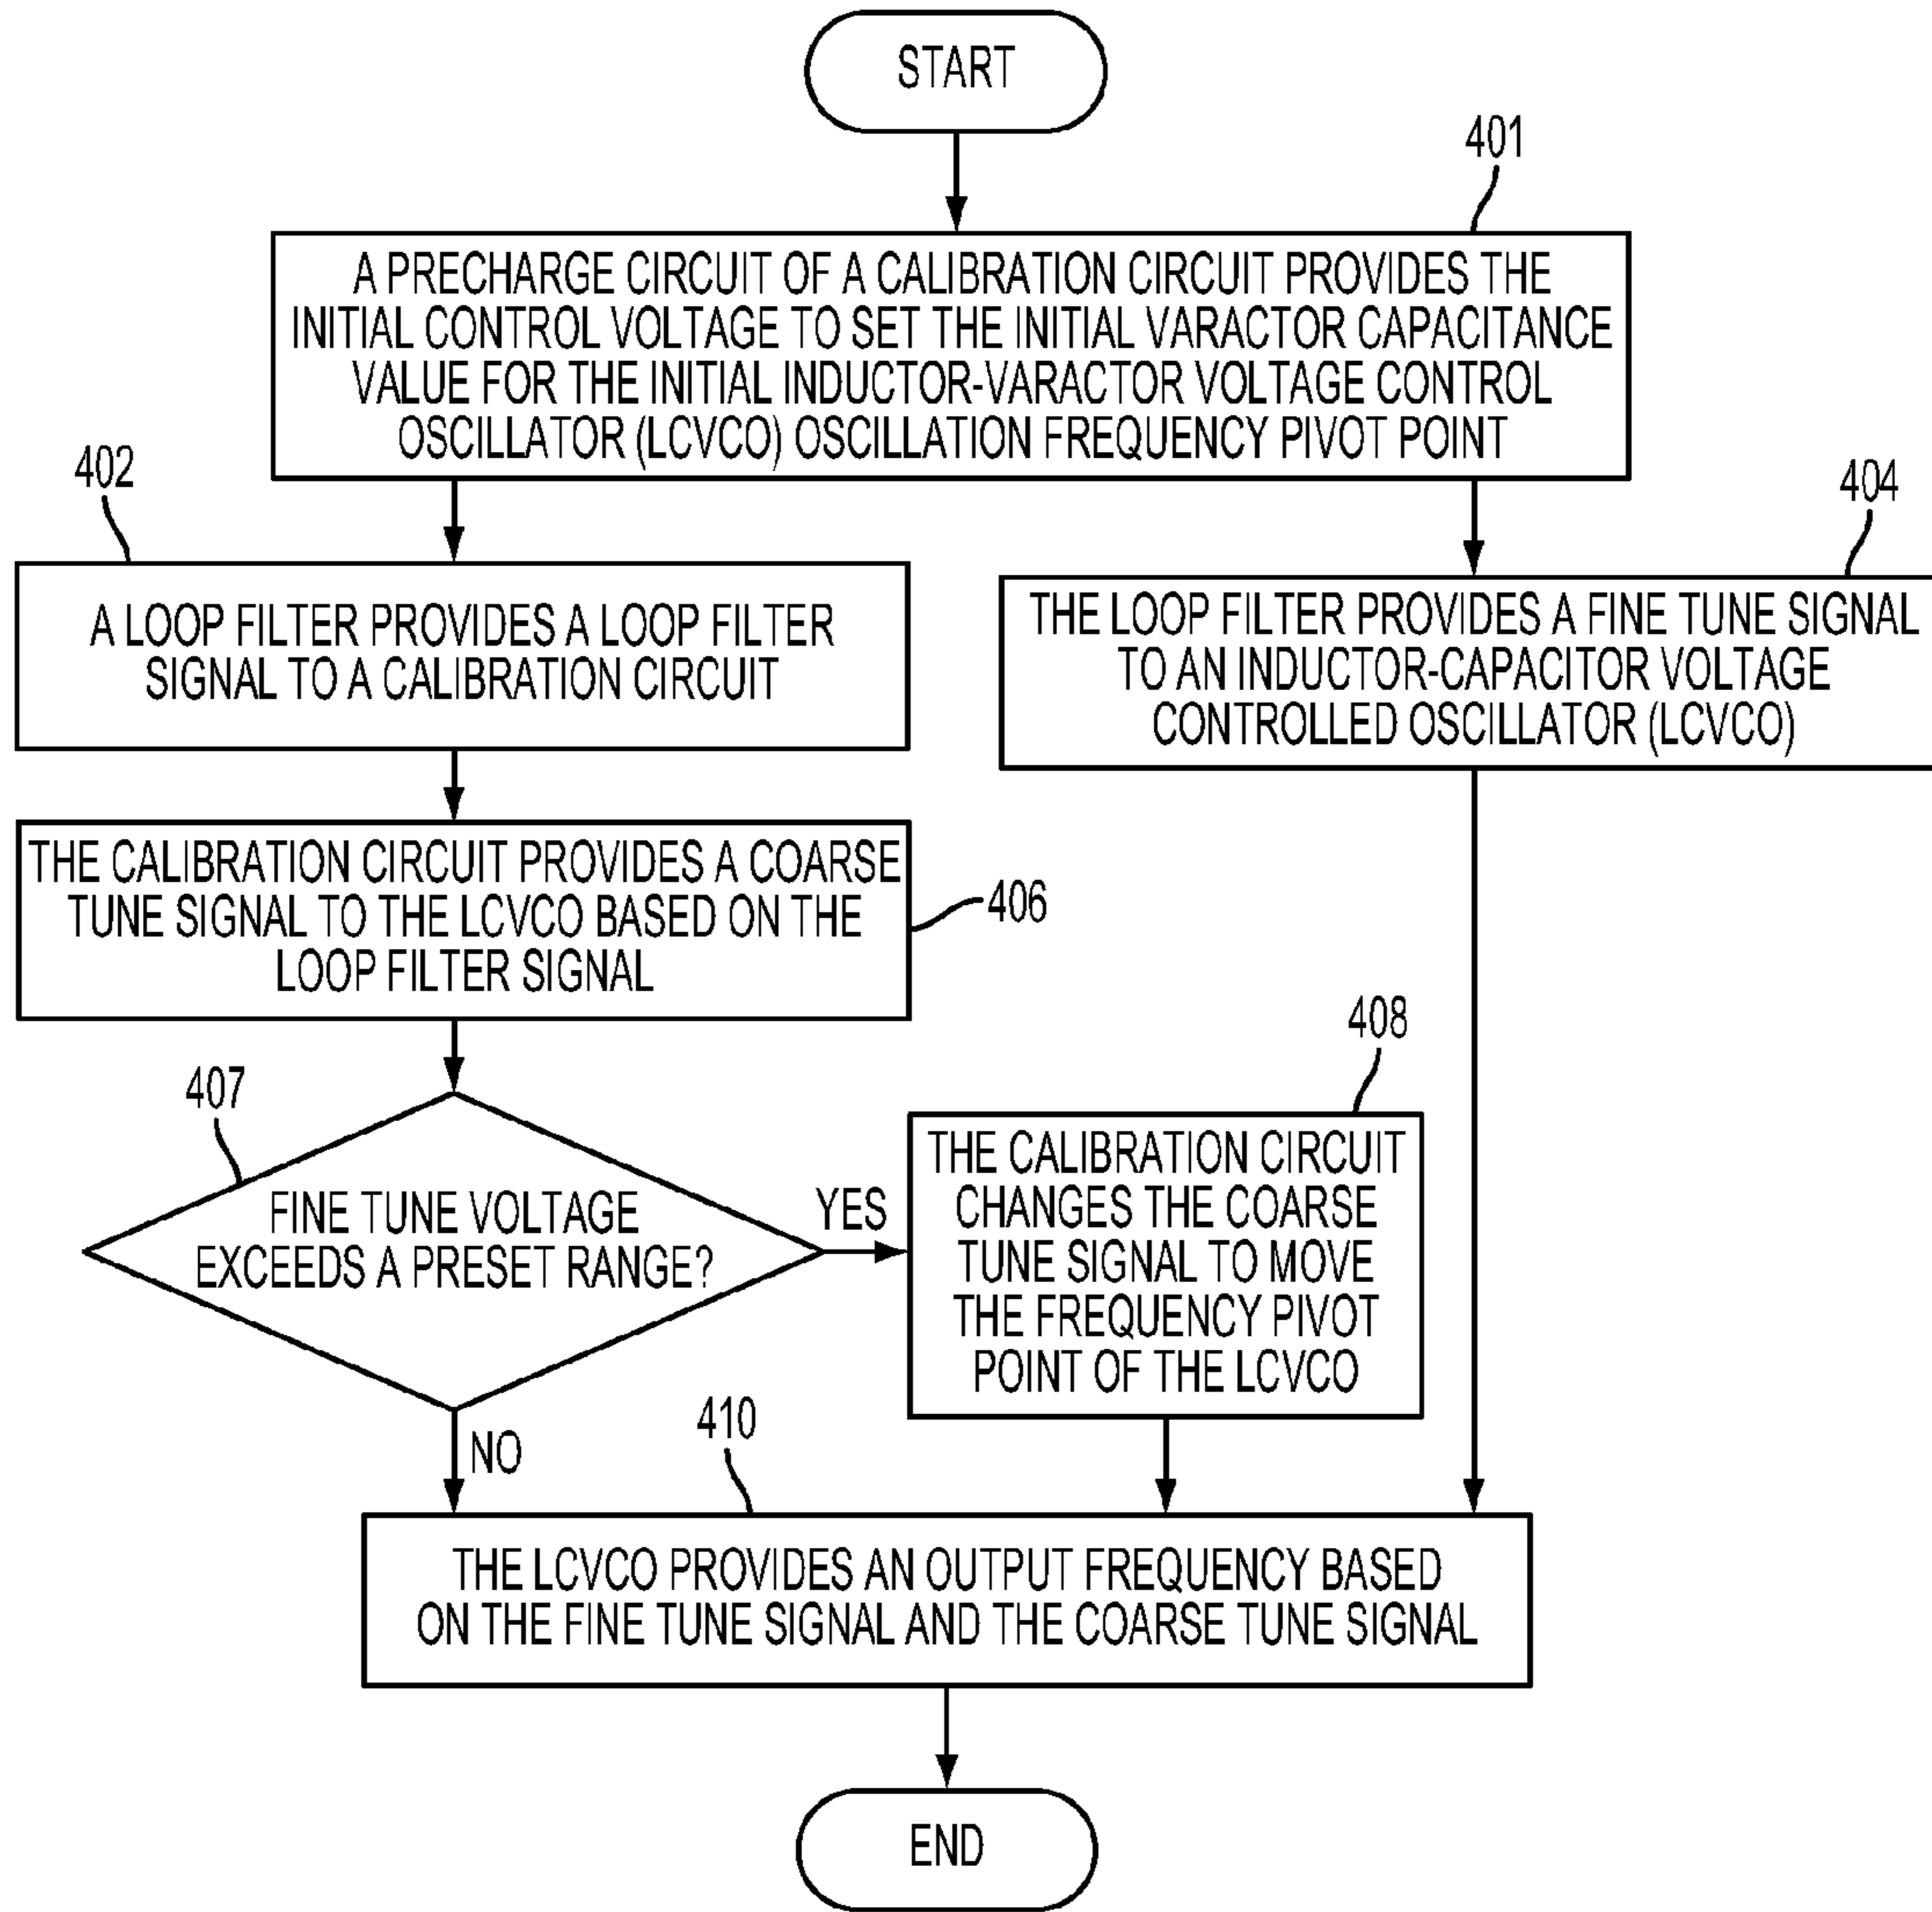 START
401
A PRECHARGE CIRCUIT OF A CALIBRATION CIRCUIT PROVIDES THE
INITIAL CONTROL VOLTAGE TO SET THE INITIAL VARACTOR CAPACITANCE
VALUE FOR THE INITIAL INDUCTOR-VARACTOR VOLTAGE CONTROL
OSCILLATOR (LCVCO) OSCILLATION FREQUENCY PIVOT POINT
402
A LOOP FILTER PROVIDES A LOOP FILTER
SIGNAL TO A CALIBRATION CIRCUIT
404
THE LOOP FILTER PROVIDES A FINE TUNE SIGNAL
TO AN INDUCTOR-CAPACITOR VOLTAGE
CONTROLLED OSCILLATOR (LCVCO)
THE CALIBRATION CIRCUIT PROVIDES A COARSE
TUNE SIGNAL TO THE LCVCO BASED ON THE
LOOP FILTER SIGNAL
406
407
FINE TUNE VOLTAGE
EXCEEDS A PRESET RANGE?
YES
408
THE CALIBRATION CIRCUIT
CHANGES THE COARSE
TUNE SIGNAL TO MOVE
THE FREQUENCY PIVOT
POINT OF THE LCVCO
NO
410
THE LCVCO PROVIDES AN OUTPUT FREQUENCY BASED
ON THE FINE TUNE SIGNAL AND THE COARSE TUNE SIGNAL
END